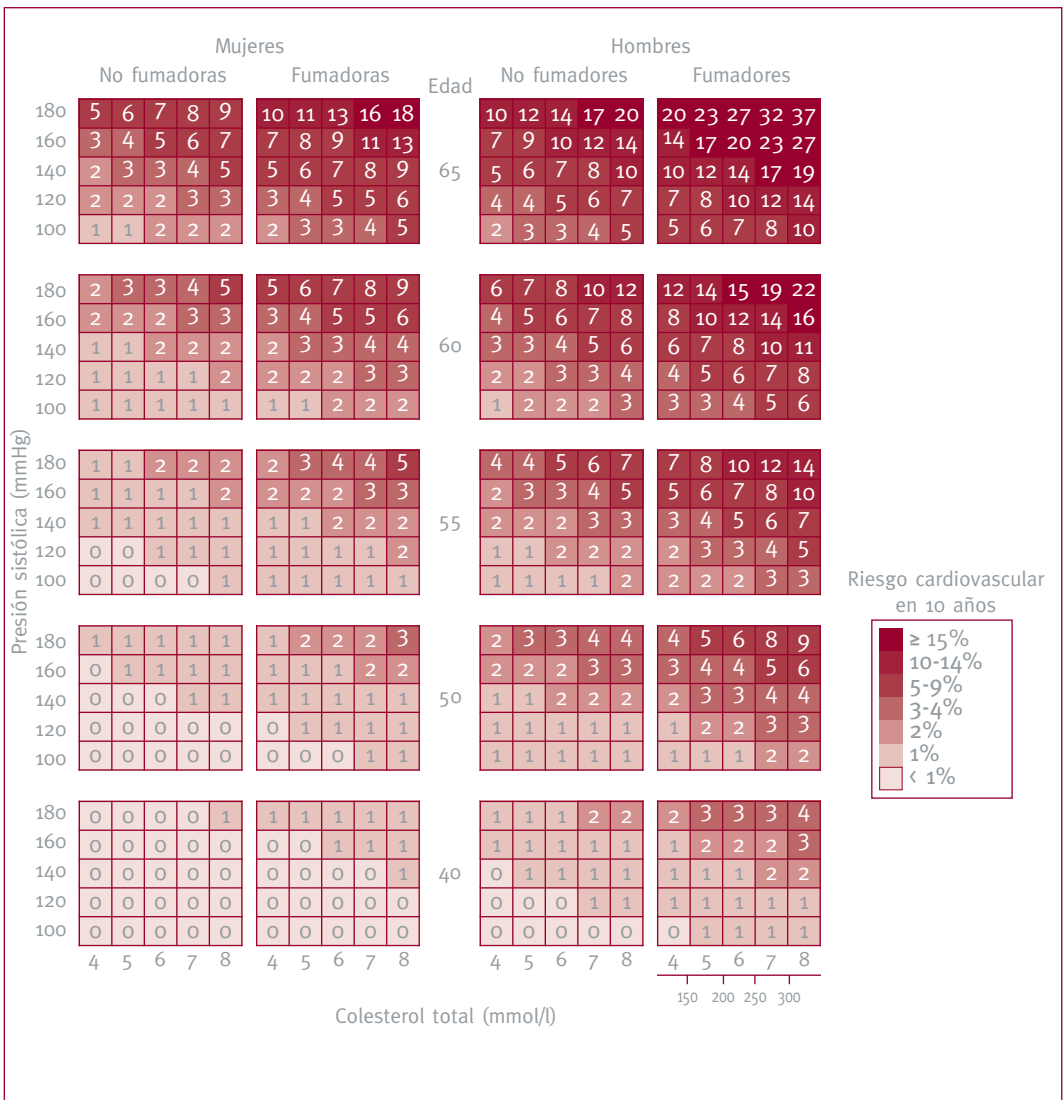 Mujeres Hombres
No fumadoras Fumadoras Edad No fumadores Fumadores
180 5 6 7 8 9 10 11 13 16 18 10 12 14 17 20 20 23 27 32 37
160 3 4 5 6 7 7 8 9 11 13 7 9 10 12 14 14 17 20 23 27
140 2 3 3 4 5 5 6 7 8 9 65 5 6 7 8 10 10 12 14 17 19
120 2 2 2 3 3 3 4 5 5 6 4 4 5 6 7 7 8 10 12 14
100 1 1 2 2 2 2 3 3 4 5 2 3 3 4 5 5 6 7 8 10
180 2 3 3 4 5 5 6 7 8 9 6 7 8 10 12 12 14 15 19 22
160 2 2 2 3 3 3 4 5 5 6 4 5 6 7 8 8 10 12 14 16
140 1 1 2 2 2 2 3 3 4 4 60 3 3 4 5 6 6 7 8 10 11
120 1 1 1 1 2 2 2 2 3 3 2 2 3 3 4 4 5 6 7 8
100 1 1 1 1 1 1 1 2 2 2 1 2 2 2 3 3 3 4 5 6
Presión sistólica (mmHg)
180 1 1 2 2 2 2 3 4 4 5 4 4 5 6 7 7 8 10 12 14
160 1 1 1 1 2 2 2 2 3 3 2 3 3 4 5 5 6 7 8 10
140 1 1 1 1 1 1 1 2 2 2 55 2 2 2 3 3 3 4 5 6 7
120 0 0 1 1 1 1 1 1 1 2 1 1 2 2 2 2 3 3 4 5
100 0 0 0 0 1 1 1 1 1 1 1 1 1 1 2 2 2 2 3 3
180 1 1 1 1 1 1 2 2 2 3 2 3 3 4 4 4 5 6 8 9
160 0 1 1 1 1 1 1 1 2 2 2 2 2 3 3 3 4 4 5 6
140 0 0 0 1 1 1 1 1 1 1 50 1 1 2 2 2 2 3 3 4 4
120 0 0 0 0 0 0 1 1 1 1 1 1 1 1 1 1 2 2 3 3
100 0 0 0 0 0 0 0 0 1 1 1 1 1 1 1 1 1 1 2 2
180 0 0 0 0 1 1 1 1 1 1 1 1 1 2 2 2 3 3 3 4
160 0 0 0 0 0 0 0 1 1 1 1 1 1 1 1 1 2 2 2 3
140 0 0 0 0 0 0 0 0 0 1 40 0 1 1 1 1 1 1 1 2 2
120 0 0 0 0 0 0 0 0 0 0 0 0 0 1 1 1 1 1 1 1
100 0 0 0 0 0 0 0 0 0 0 0 0 0 0 0 0 1 1 1 1
4 5 6 7 8 4 5 6 7 8 4 5 6 7 8 4 5 6 7 8
150 200 250 300
Colesterol total (mmol/l)
Riesgo cardiovascular
en 10 años
≥ 15%
10-14%
5-9%
3-4%
2%
1%
< 1%